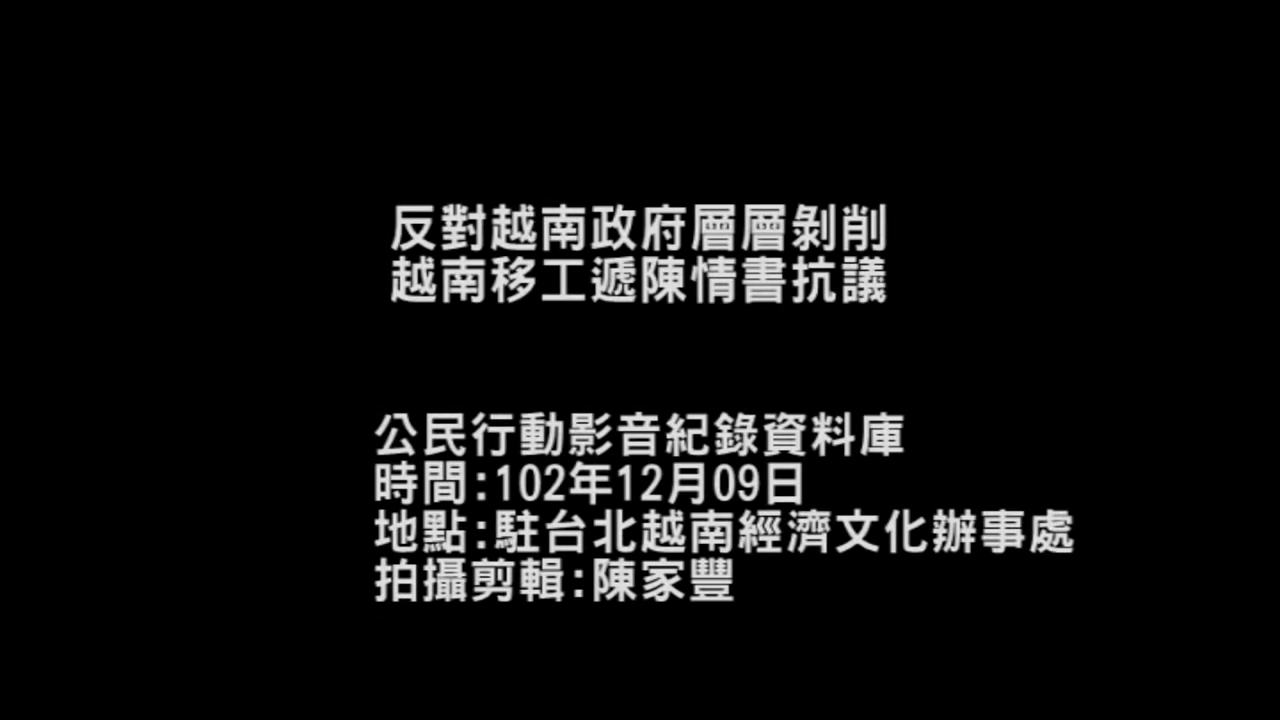 反對越南政府層層剝削
越南移工遞陳情書抗議
公民行動影音紀錄資料庫
時間:102年12月09日
地點:駐台北越南經濟文化辦事處
拍攝剪輯:陳家豐